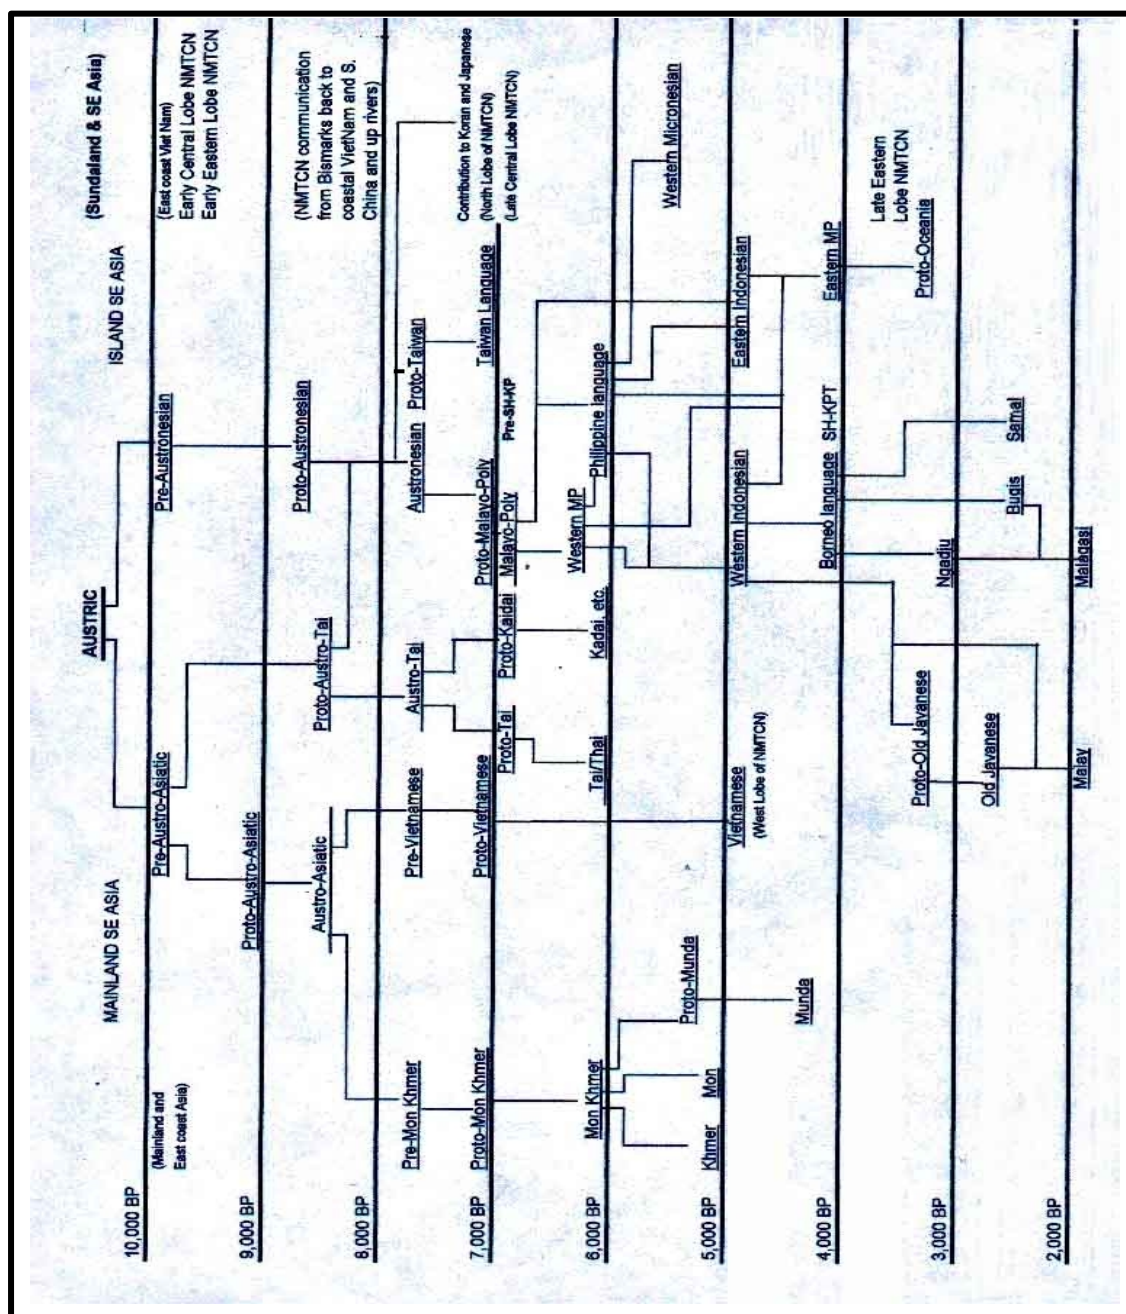 AUSTRIC
MAINLAND SE ASIA
ISLAND SE ASIA
(Sundaland & SE Asia)
10,000 BP
(Mainland and
East coast Asia)
Pre-Austro-Asiatic
Pre-Austronesian
(East coast Viet Nam)
Early Central Lobe NMTCN
Early Eastern Lobe NMTCN
9,000 BP
Proto-Austro-Asiatic
Austro-Asiatic
Proto-Austro-Tai
Proto-Austronesian
(NMTCN communication
from Bismarks back to
coastal VietNam and S.
China and up rivers)
8,000 BP
Pre-Mon Khmer
Pre-Vietnamese
Austro-Tai
Austronesian
Proto-Taiwan
Contribution to Koran and Japanese
(North Lobe of NMTCN)
(Late Central Lobe NMTCN)
7,000 BP
Proto-Mon Khmer
Proto-Vietnamese
Proto-Tai
Proto-Kaidai
Proto-Malayo-Poly
Malayo-Poly
Pre-SH-KP
Taiwan Language
6,000 BP
Mon Khmer
Tai/Thai
Kadai, etc.
Western MP
Philippine language
Western Micronesian
5,000 BP
Khmer
Mon
Proto-Munda
Vietnamese
(West Lobe of NMTCN)
Western Indonesian
Eastern Indonesian
4,000 BP
Munda
Borneo language
SH-KPT
Eastern MP
Late Eastern
Lobe NMTCN
3,000 BP
Proto-Old Javanese
Ngadju
Proto-Oceania
2,000 BP
Old Javanese
Bugis
Samal
Malay
Malagasi